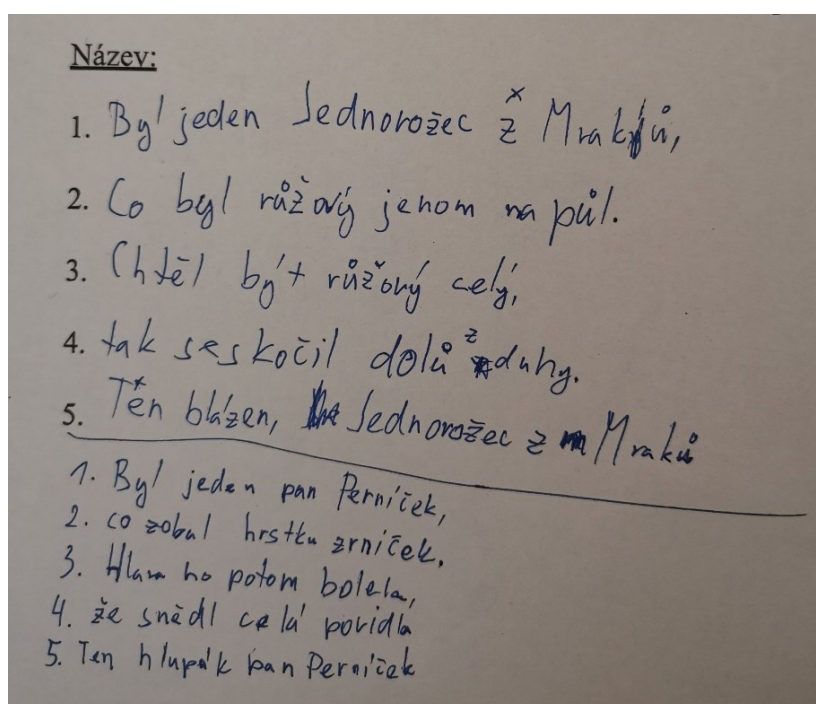 Název:
1. Byl jeden Jednorožec z Mraků,
2. Co byl růžový jenom na půl.
3. Chtěl být růžový celý,
4. tak seskočil dolů z duhy.
5. Ten blázen, Jednorožec z Mraků
1. Byl jeden pan Perníček,
2. co zobal hrstku zrníček.
3. Hlava ho potom bolela,
4. že snědl celá povidla
5. Ten hlupák pan Perníček